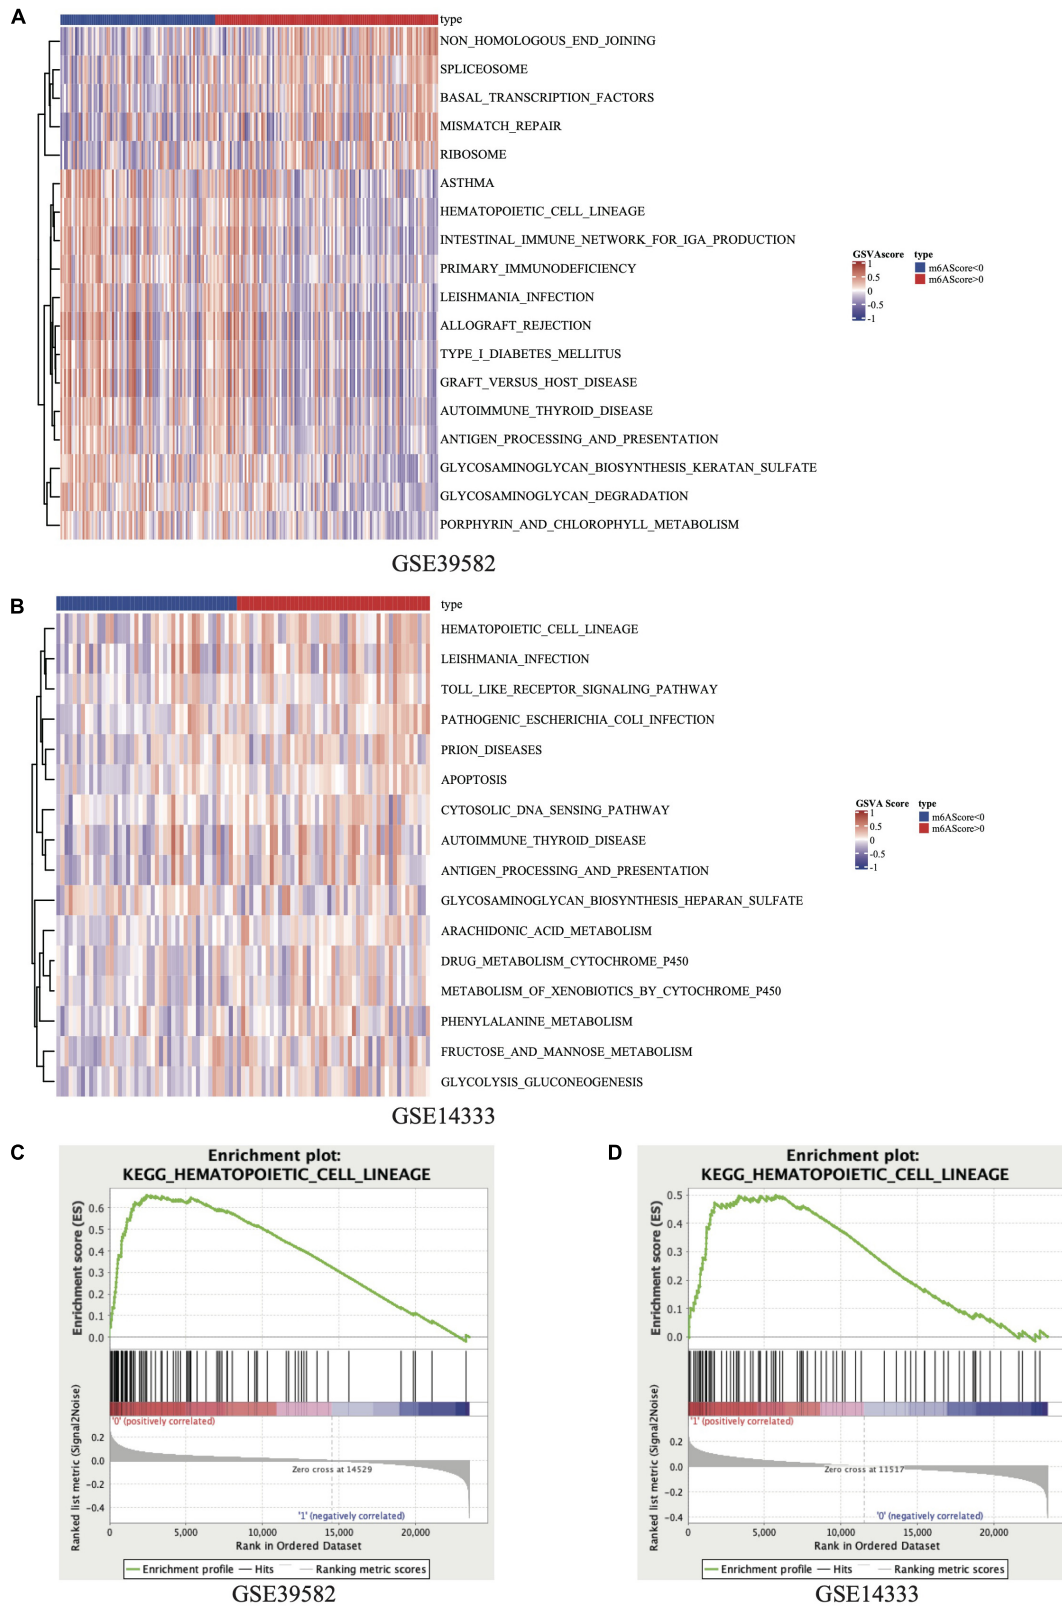 A
type
NON_HOMOLOGOUS_END_JOINING
SPLICEOSOME
BASAL_TRANSCRIPTION_FACTORS
MISMATCH_REPAIR
RIBOSOME
ASTHMA
HEMATOPOIETIC_CELL_LINEAGE
INTESTINAL_IMMUNE_NETWORK_FOR_IGA_PRODUCTION
PRIMARY_IMMUNODEFICIENCY
LEISHMANIA_INFECTION
ALLOGRAFT_REJECTION
TYPE_I_DIABETES_MELLITUS
GRAFT_VERSUS_HOST_DISEASE
AUTOIMMUNE_THYROID_DISEASE
ANTIGEN_PROCESSING_AND_PRESENTATION
GLYCOSAMINOGLYCAN_BIOSYNTHESIS_KERATAN_SULFATE
GLYCOSAMINOGLYCAN_DEGRADATION
PORPHYRIN_AND_CHLOROPHYLL_METABOLISM
GSVAscore type
1 m6AScore<0
0.5 m6AScore>0
0
-0.5
-1
GSE39582
B
type
HEMATOPOIETIC_CELL_LINEAGE
LEISHMANIA_INFECTION
TOLL_LIKE_RECEPTOR_SIGNALING_PATHWAY
PATHOGENIC_ESCHERICHIA_COLI_INFECTION
PRION_DISEASES
APOPTOSIS
CYTOSOLIC_DNA_SENSING_PATHWAY
AUTOIMMUNE_THYROID_DISEASE
ANTIGEN_PROCESSING_AND_PRESENTATION
GLYCOSAMINOGLYCAN_BIOSYNTHESIS_HEPARAN_SULFATE
ARACHIDONIC_ACID_METABOLISM
DRUG_METABOLISM_CYTOCHROME_P450
METABOLISM_OF_XENOBIOTICS_BY_CYTOCHROME_P450
PHENYLALANINE_METABOLISM
FRUCTOSE_AND_MANNOSE_METABOLISM
GLYCOLYSIS_GLUCONEOGENESIS
GSVA Score type
1 m6AScore<0
0.5 m6AScore>0
0
-0.5
-1
GSE14333
C
Enrichment plot:
KEGG_HEMATOPOIETIC_CELL_LINEAGE
Enrichment score (ES)
0.6
0.5
0.4
0.3
0.2
0.1
0.0
'0' (positively correlated)
Ranked list metric (Signal2Noise)
0.2
0.0
-0.2
-0.4
Zero cross at 14529
'1' (negatively correlated)
0 5,000 10,000 15,000 20,000
Rank in Ordered Dataset
Enrichment profile Hits Ranking metric scores
GSE39582
D
Enrichment plot:
KEGG_HEMATOPOIETIC_CELL_LINEAGE
Enrichment score (ES)
0.5
0.4
0.3
0.2
0.1
0.0
'1' (positively correlated)
Ranked list metric (Signal2Noise)
0.2
0.0
-0.2
-0.4
Zero cross at 11517
'0' (negatively correlated)
0 5,000 10,000 15,000 20,000
Rank in Ordered Dataset
Enrichment profile Hits Ranking metric scores
GSE14333